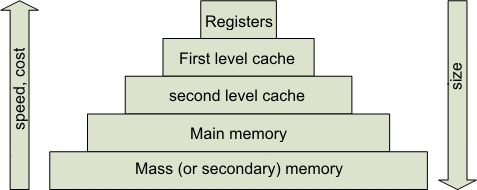 Registers
First level cache
second level cache
Main memory
Mass (or secondary) memory
speed, cost
size